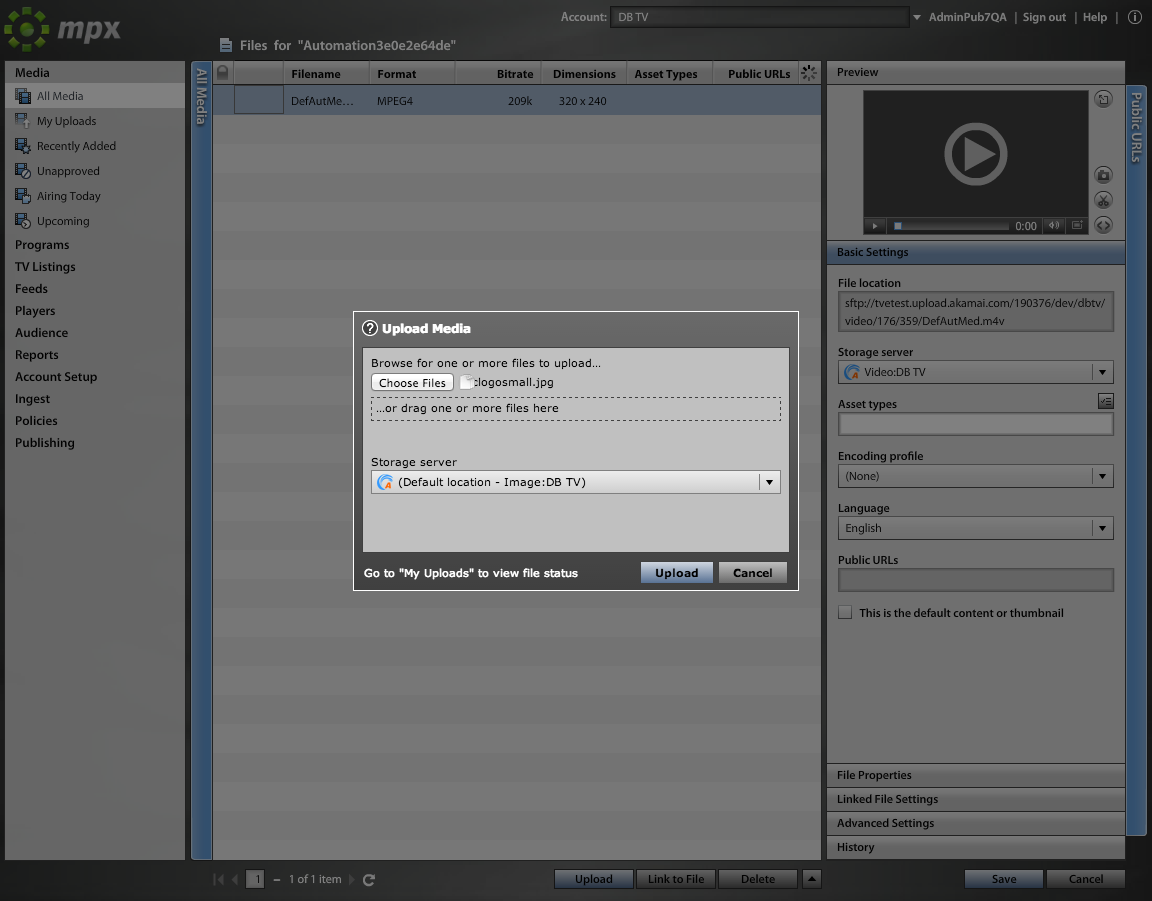 mpx
Account: DB TV AdminPub7QA | Sign out | Help |
Files for "Automation3e0e2e64de"
Media
All Media
My Uploads
Recently Added
Unapproved
Airing Today
Upcoming
Programs
TV Listings
Feeds
Players
Audience
Reports
Account Setup
Ingest
Policies
Publishing
All Media
Filename Format Bitrate Dimensions Asset Types Public URLs
DefAutMe... MPEG4 209k 320 x 240
Upload Media
Browse for one or more files to upload...
Choose Files clogosmall.jpg
...or drag one or more files here
Storage server
(Default location - Image:DB TV)
Go to "My Uploads" to view file status
Upload Cancel
1 – 1 of 1 item
Upload Link to File Delete
Preview
0:00
Basic Settings
File location
sftp://tvetest.upload.akamai.com/190376/dev/dbtv/
video/176/359/DefAutMed.m4v
Storage server
Video:DB TV
Asset types
Encoding profile
(None)
Language
English
Public URLs
This is the default content or thumbnail
File Properties
Linked File Settings
Advanced Settings
History
Save Cancel
Public URLs